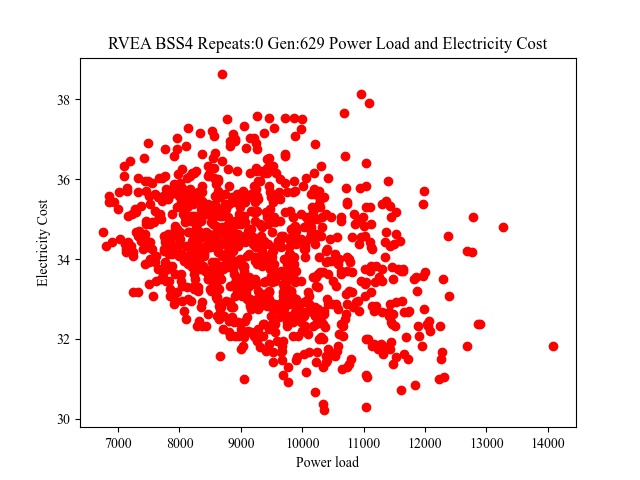 RVEA BSS4 Repeats:0 Gen:629 Power Load and Electricity Cost
38
36
34
32
30
Electricity Cost
7000 8000 9000 10000 11000 12000 13000 14000
Power load